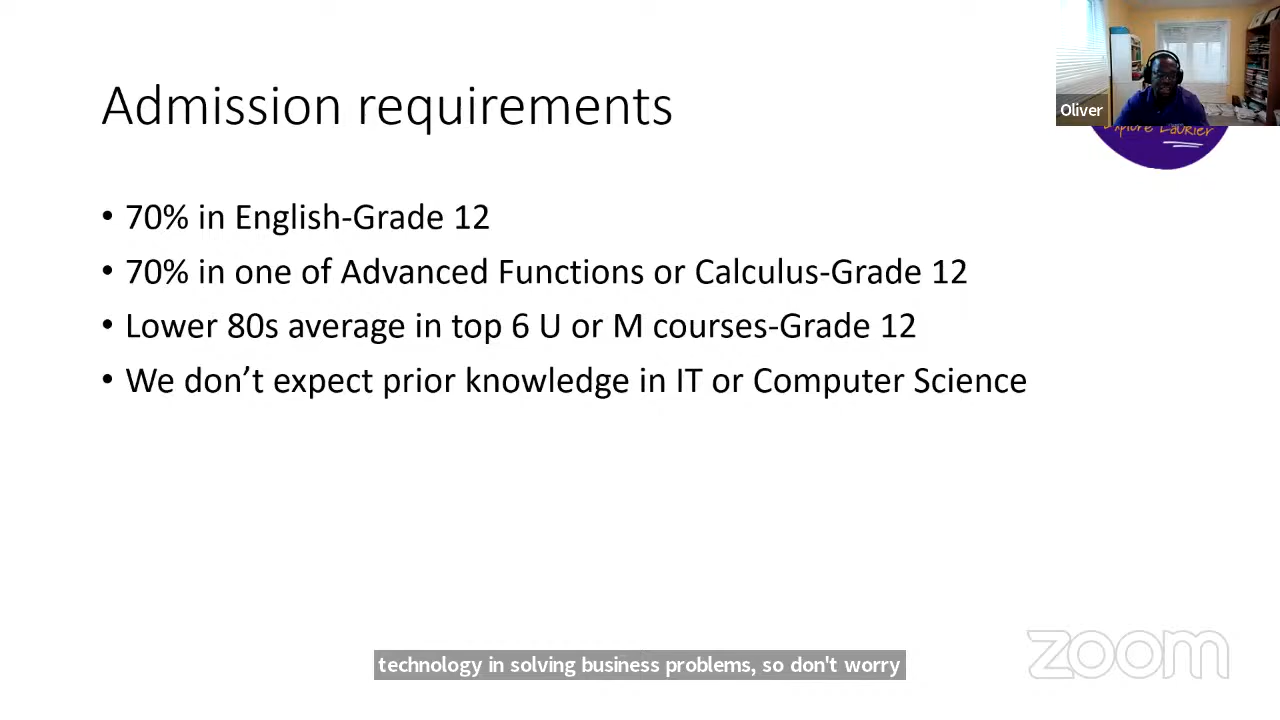 Admission requirements
Oliver
Explore Laurier
• 70% in English-Grade 12
• 70% in one of Advanced Functions or Calculus-Grade 12
• Lower 80s average in top 6 U or M courses-Grade 12
• We don’t expect prior knowledge in IT or Computer Science
technology in solving business problems, so don't worry
zoom